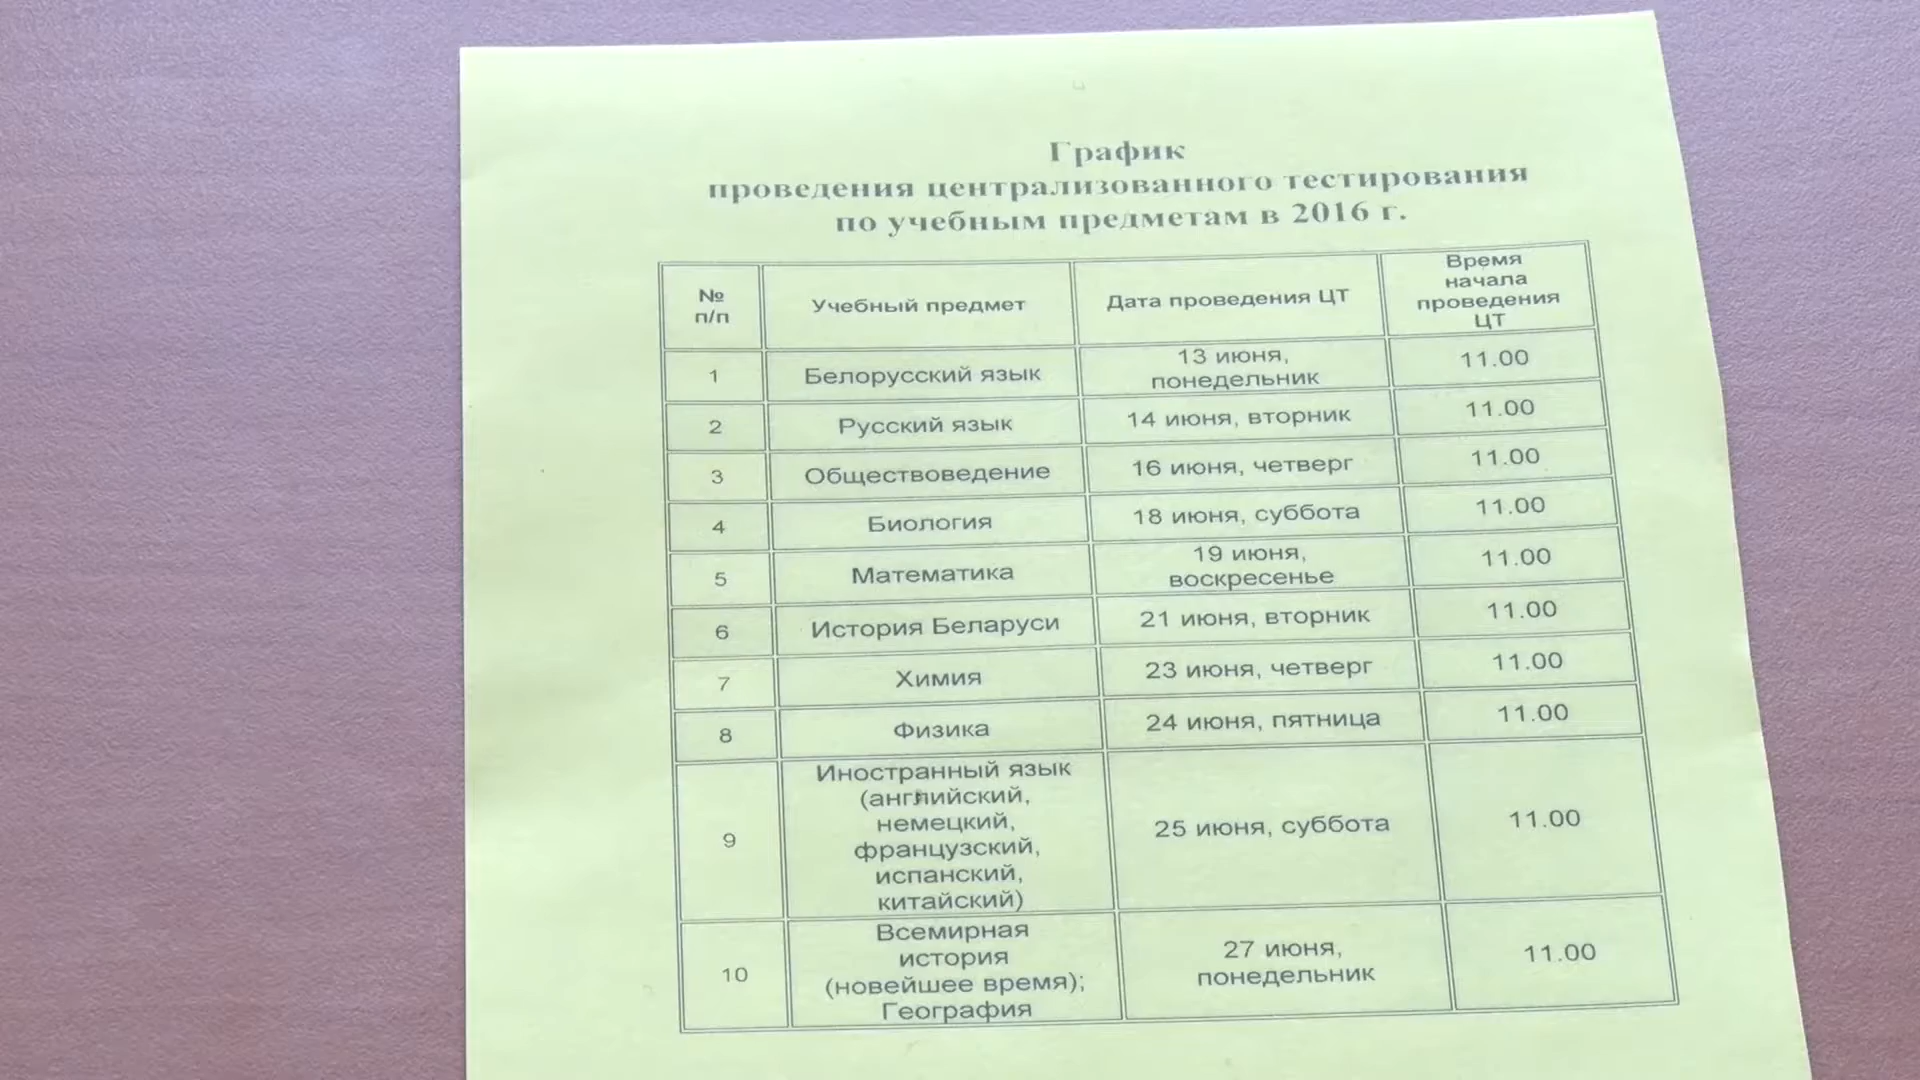 График
проведения централизованного тестирования
по учебным предметам в 2016 г.
№
п/п
Учебный предмет
Дата проведения ЦТ
Время
начала
проведения
ЦТ
1
Белорусский язык
13 июня,
понедельник
11.00
2
Русский язык
14 июня, вторник
11.00
3
Обществоведение
16 июня, четверг
11.00
4
Биология
18 июня, суббота
11.00
5
Математика
19 июня,
воскресенье
11.00
6
История Беларуси
21 июня, вторник
11.00
7
Химия
23 июня, четверг
11.00
8
Физика
24 июня, пятница
11.00
9
Иностранный язык
(английский,
немецкий,
французский,
испанский,
китайский)
25 июня, суббота
11.00
10
Всемирная
история
(новейшее время);
География
27 июня,
понедельник
11.00